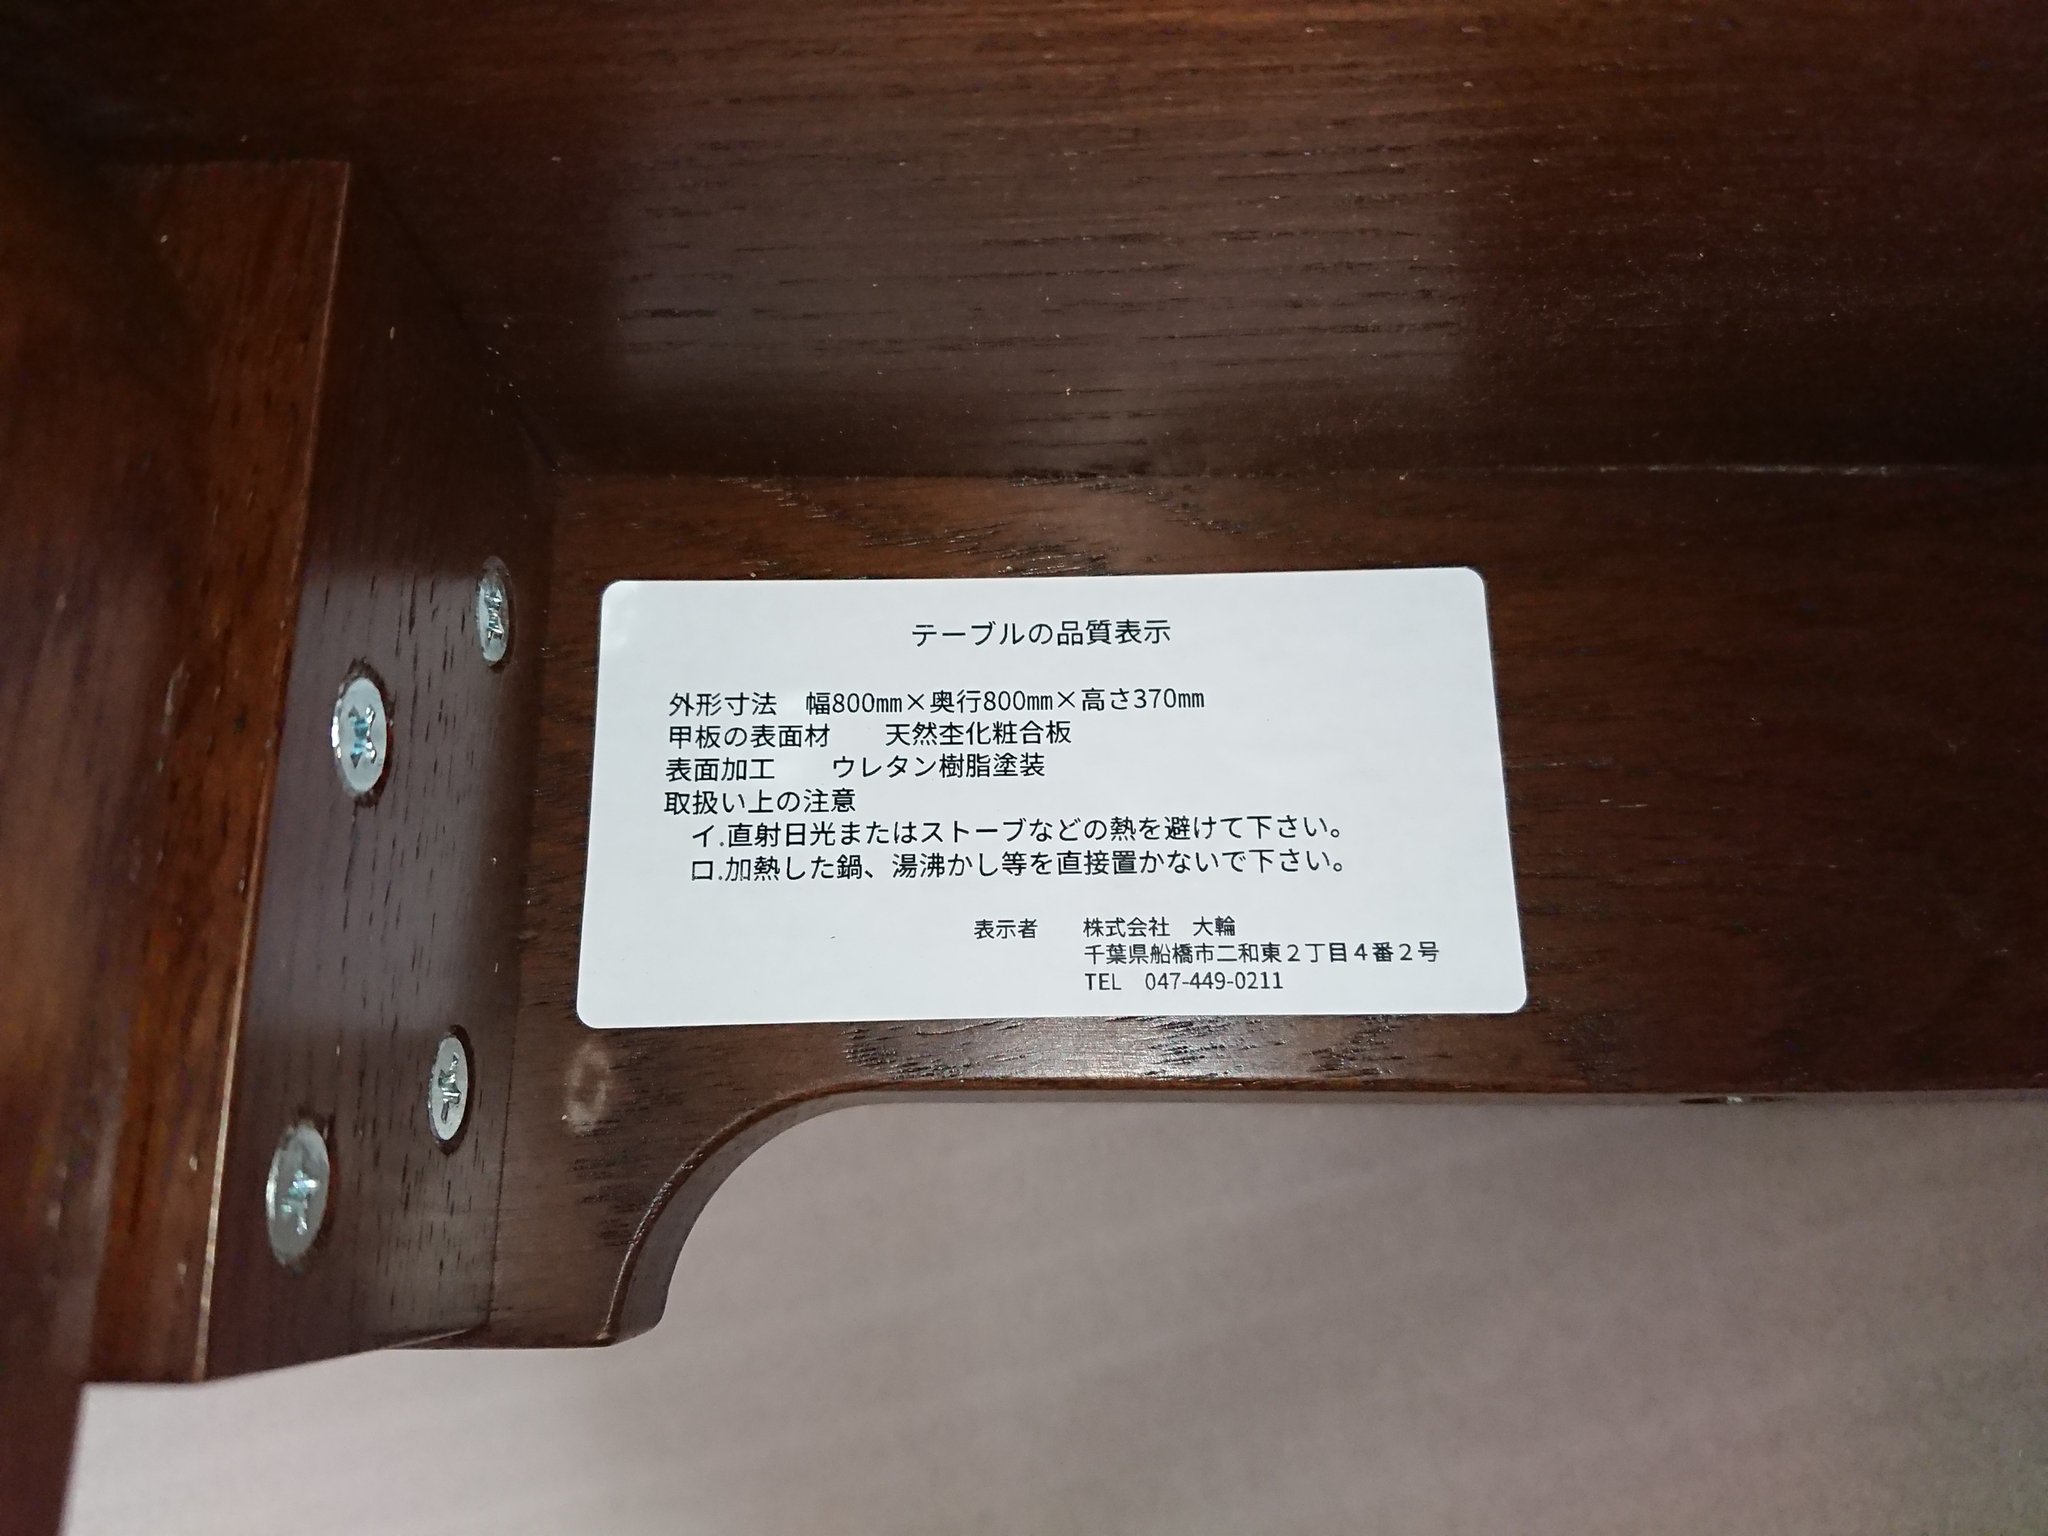 テーブルの品質表示
外形寸法　幅800㎜×奥行800㎜×高さ370㎜
甲板の表面材　　天然杢化粧合板
表面加工　　ウレタン樹脂塗装
取扱い上の注意
イ.直射日光またはストーブなどの熱を避けて下さい。
ロ.加熱した鍋、湯沸かし等を直接置かないで下さい。
表示者　　株式会社　大輪
千葉県船橋市二和東２丁目４番２号
TEL　047-449-0211